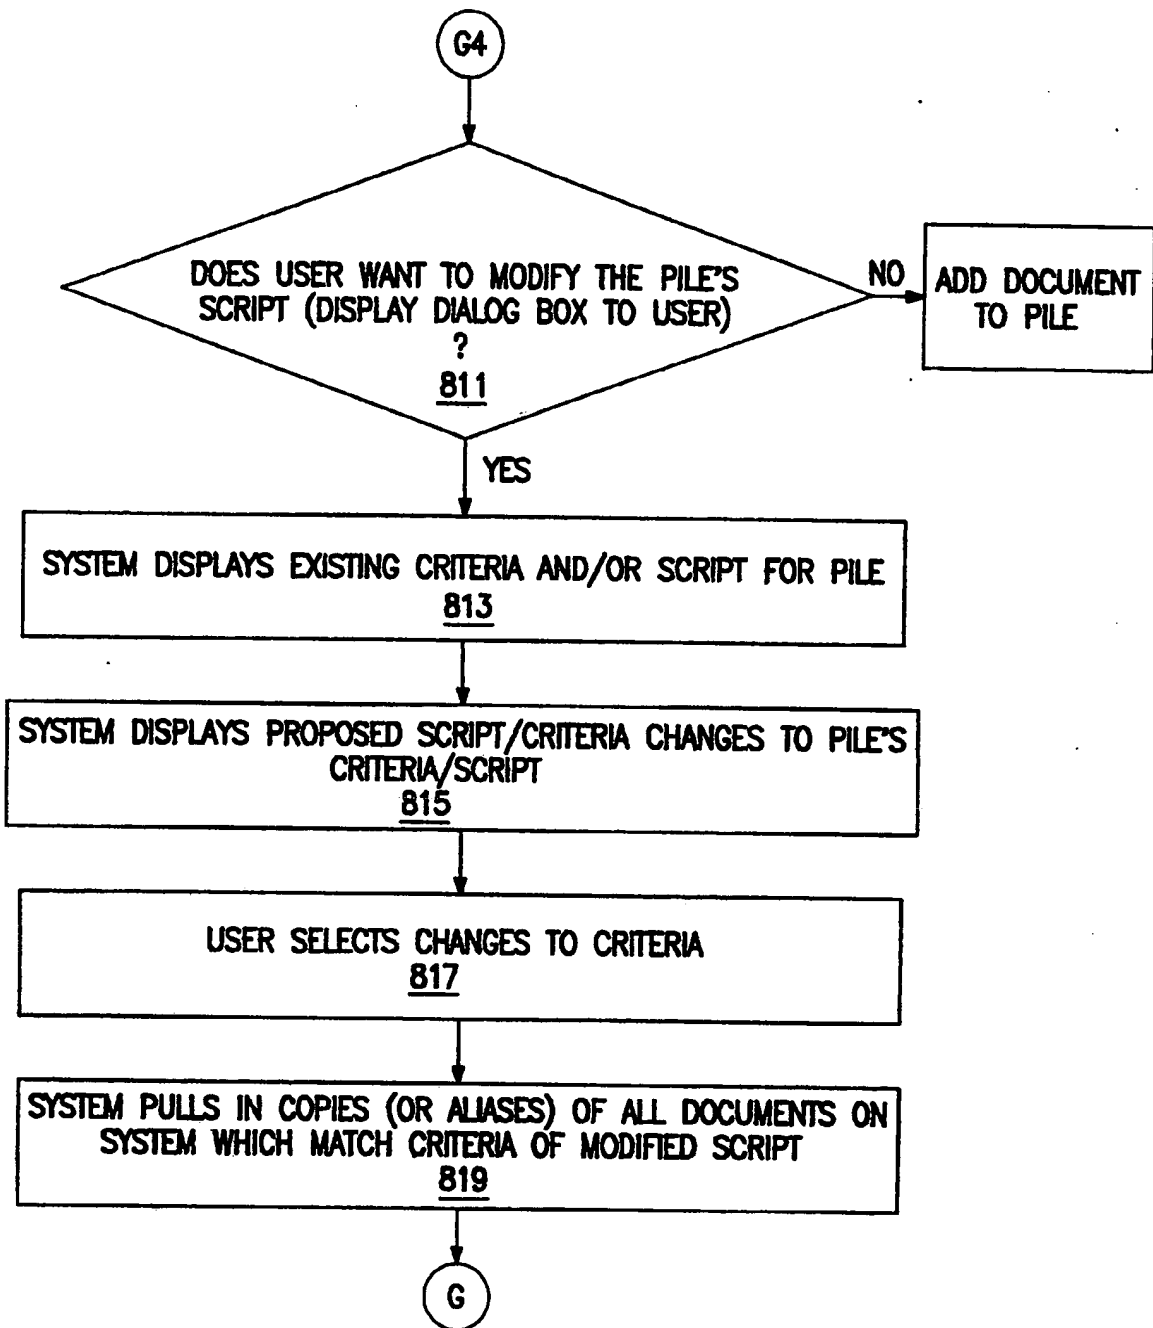 G4
DOES USER WANT TO MODIFY THE PILE'S
SCRIPT (DISPLAY DIALOG BOX TO USER)
?
811
NO
ADD DOCUMENT
TO PILE
YES
SYSTEM DISPLAYS EXISTING CRITERIA AND/OR SCRIPT FOR PILE
813
SYSTEM DISPLAYS PROPOSED SCRIPT/CRITERIA CHANGES TO PILE'S
CRITERIA/SCRIPT
815
USER SELECTS CHANGES TO CRITERIA
817
SYSTEM PULLS IN COPIES (OR ALIASES) OF ALL DOCUMENTS ON
SYSTEM WHICH MATCH CRITERIA OF MODIFIED SCRIPT
819
G